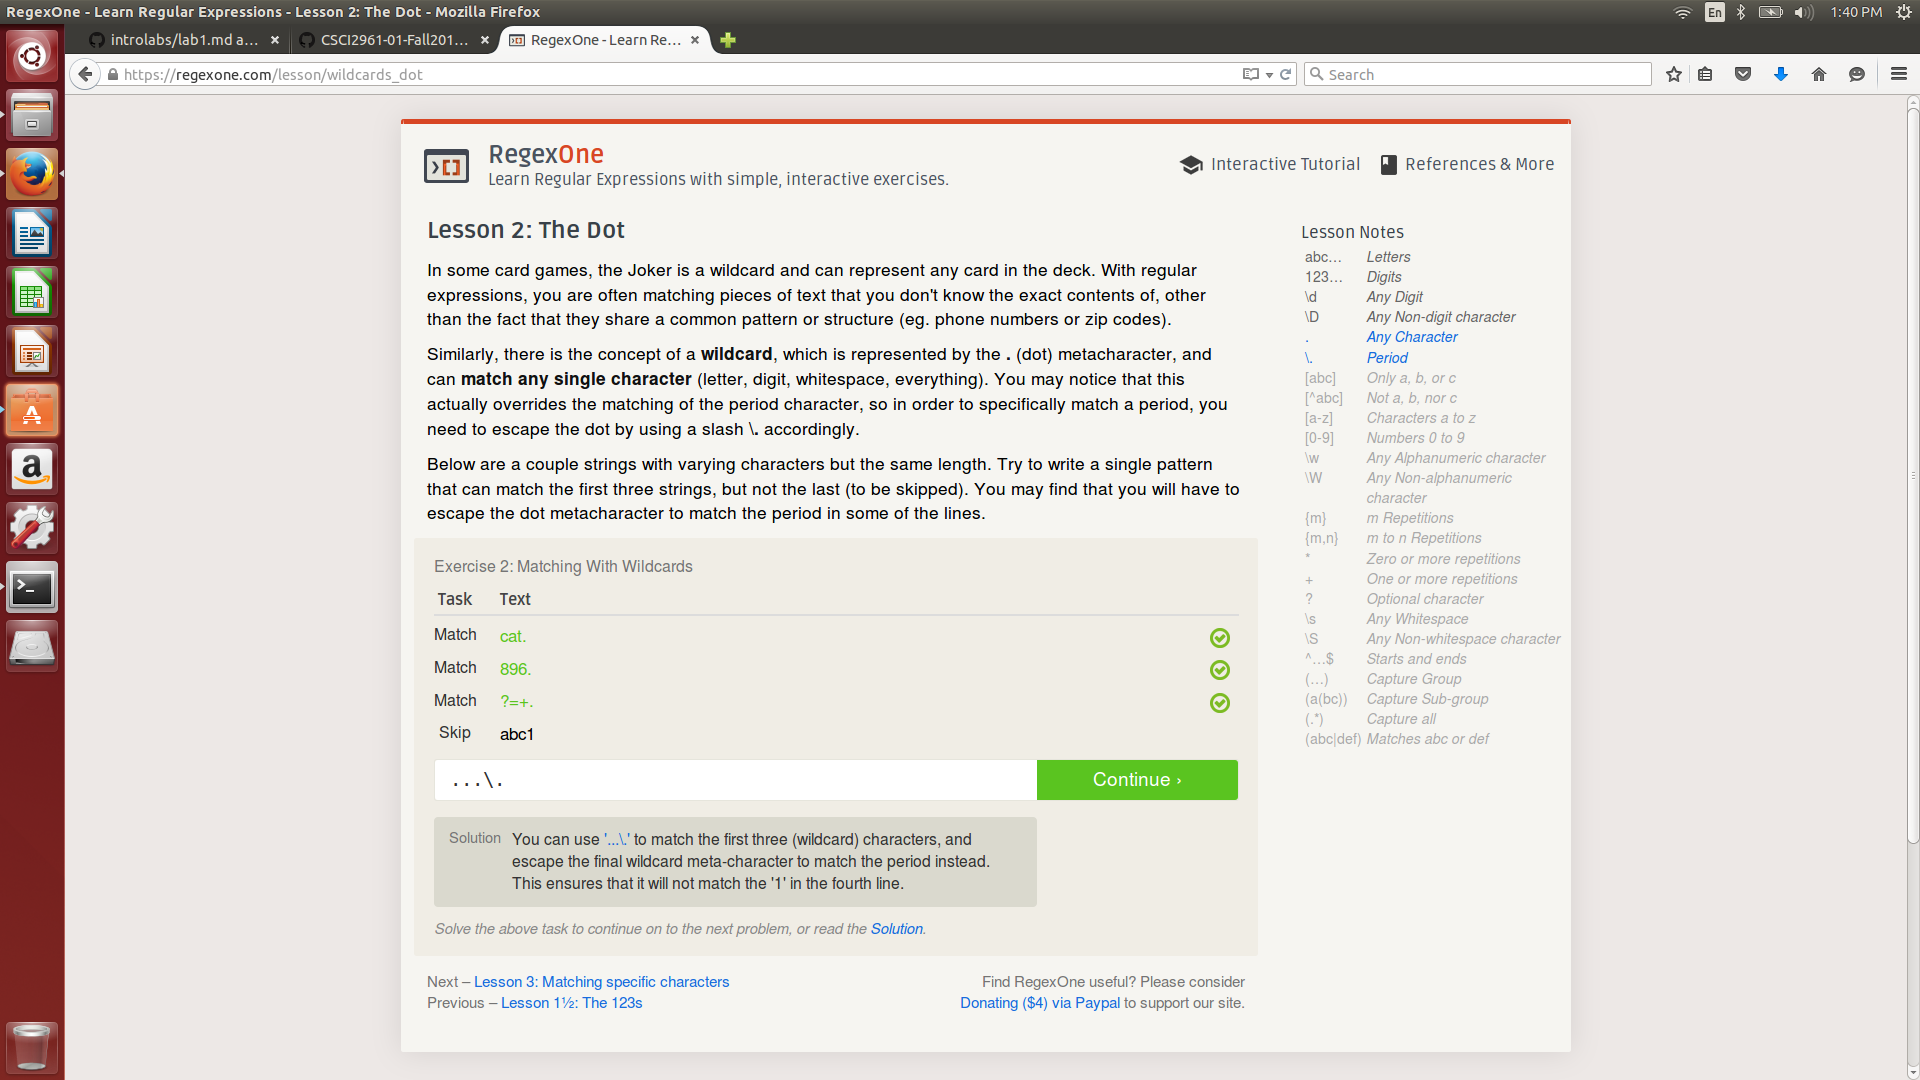 RegexOne - Learn Regular Expressions - Lesson 2: The Dot - Mozilla Firefox
En
1:40 PM
introlabs/lab1.md a...
CSCI2961-01-Fall201...
RegexOne - Learn Re...
https://regexone.com/lesson/wildcards_dot
Search
RegexOne
Learn Regular Expressions with simple, interactive exercises.
Interactive Tutorial
References & More
Lesson 2: The Dot
In some card games, the Joker is a wildcard and can represent any card in the deck. With regular
expressions, you are often matching pieces of text that you don't know the exact contents of, other
than the fact that they share a common pattern or structure (eg. phone numbers or zip codes).
Similarly, there is the concept of a wildcard, which is represented by the . (dot) metacharacter, and
can match any single character (letter, digit, whitespace, everything). You may notice that this
actually overrides the matching of the period character, so in order to specifically match a period, you
need to escape the dot by using a slash \. accordingly.
Below are a couple strings with varying characters but the same length. Try to write a single pattern
that can match the first three strings, but not the last (to be skipped). You may find that you will have to
escape the dot metacharacter to match the period in some of the lines.
Exercise 2: Matching With Wildcards
Task Text
Match cat.
Match 896.
Match ?=+.
Skip abc1
...\.
Continue ›
Solution You can use '...\.' to match the first three (wildcard) characters, and
escape the final wildcard meta-character to match the period instead.
This ensures that it will not match the '1' in the fourth line.
Solve the above task to continue on to the next problem, or read the Solution.
Next – Lesson 3: Matching specific characters
Previous – Lesson 1½: The 123s
Find RegexOne useful? Please consider
Donating ($4) via Paypal to support our site.
Lesson Notes
abc… Letters
123… Digits
\d Any Digit
\D Any Non-digit character
. Any Character
\. Period
[abc] Only a, b, or c
[^abc] Not a, b, nor c
[a-z] Characters a to z
[0-9] Numbers 0 to 9
\w Any Alphanumeric character
\W Any Non-alphanumeric
character
{m} m Repetitions
{m,n} m to n Repetitions
* Zero or more repetitions
+ One or more repetitions
? Optional character
\s Any Whitespace
\S Any Non-whitespace character
^…$ Starts and ends
(…) Capture Group
(a(bc)) Capture Sub-group
(.*) Capture all
(abc|def) Matches abc or def